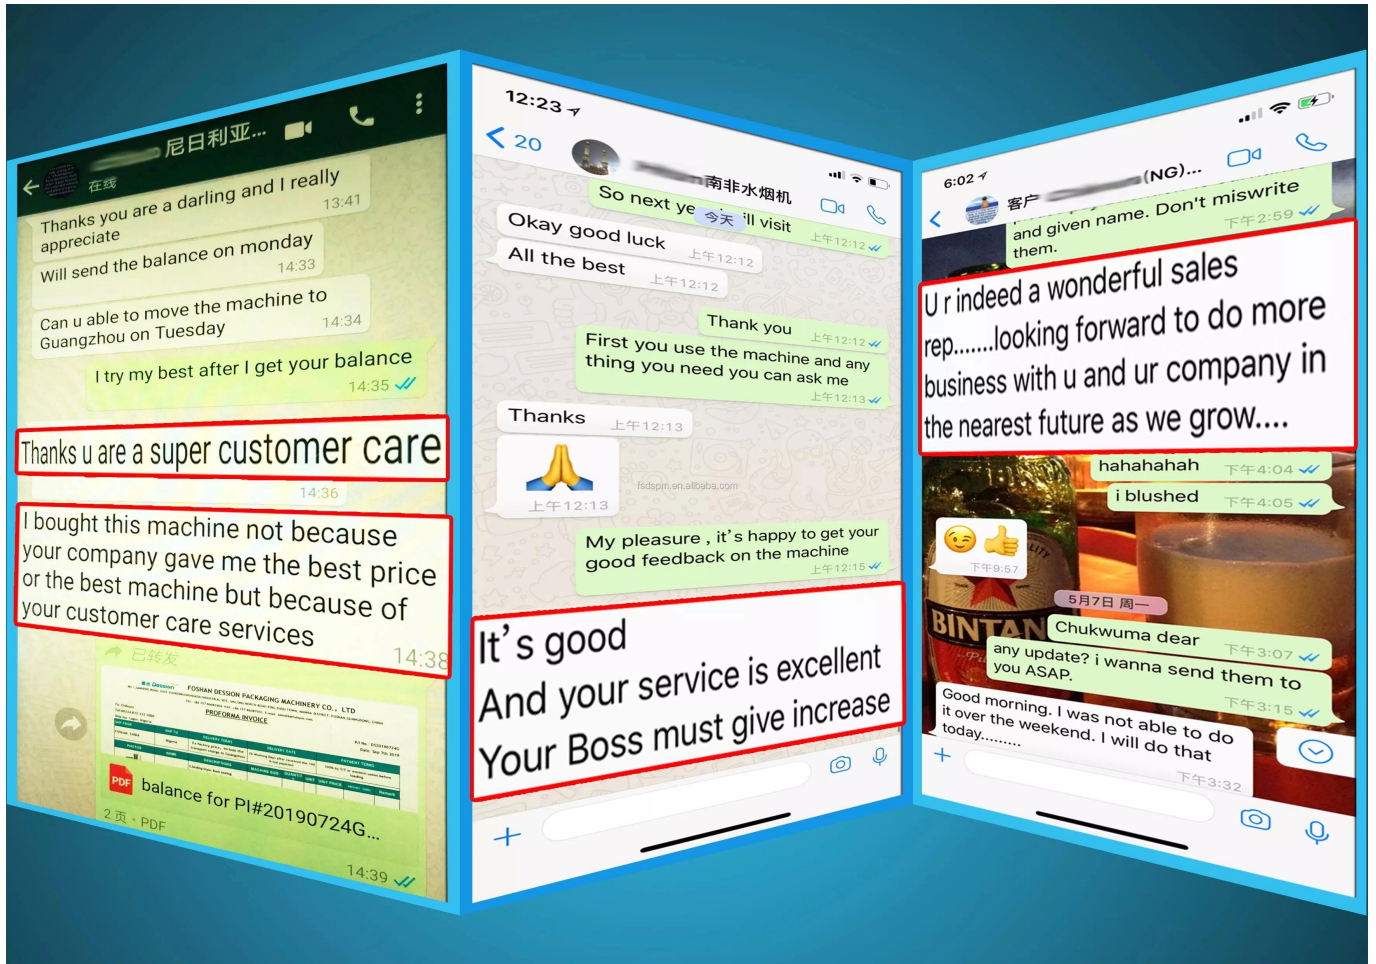 尼日利亚...
在线
Thanks you are a darling and I really
appreciate
13:41
Will send the balance on monday
14:33
Can u able to move the machine to
Guangzhou on Tuesday
14:34
I try my best after I get your balance
14:35
Thanks u are a super customer care
14:36
I bought this machine not because
your company gave me the best price
or the best machine but because of
your customer care services
14:38
已转发
Dession
FOSHAN DESSION PACKAGING MACHINERY CO., LTD
PROFORMA INVOICE
PDF
balance for PI#20190724G...
2 页 · PDF
14:39
12:23
20
南非水烟机
So next ye ill visit
今天
上午12:12
Okay good luck
上午12:12
All the best
上午12:12
Thank you
上午12:12
First you use the machine and any
thing you need you can ask me
上午12:13
Thanks
上午12:13
上午12:13
fsdspm.en.alibaba.com
My pleasure , it's happy to get your
good feedback on the machine
上午12:15
It's good
And your service is excellent
Your Boss must give increase
6:02
客户 (NG)...
and given name. Don't miswrite
them.
下午2:59
U r indeed a wonderful sales
rep.......looking forward to do more
business with u and ur company in
the nearest future as we grow....
hahahahah
下午4:04
i blushed
下午4:05
下午9:57
BINTAN
5月7日 周一
Chukwuma dear
下午3:07
any update? i wanna send them to
you ASAP.
下午3:15
Good morning. I was not able to do
it over the weekend. I will do that
today.........
下午3:32